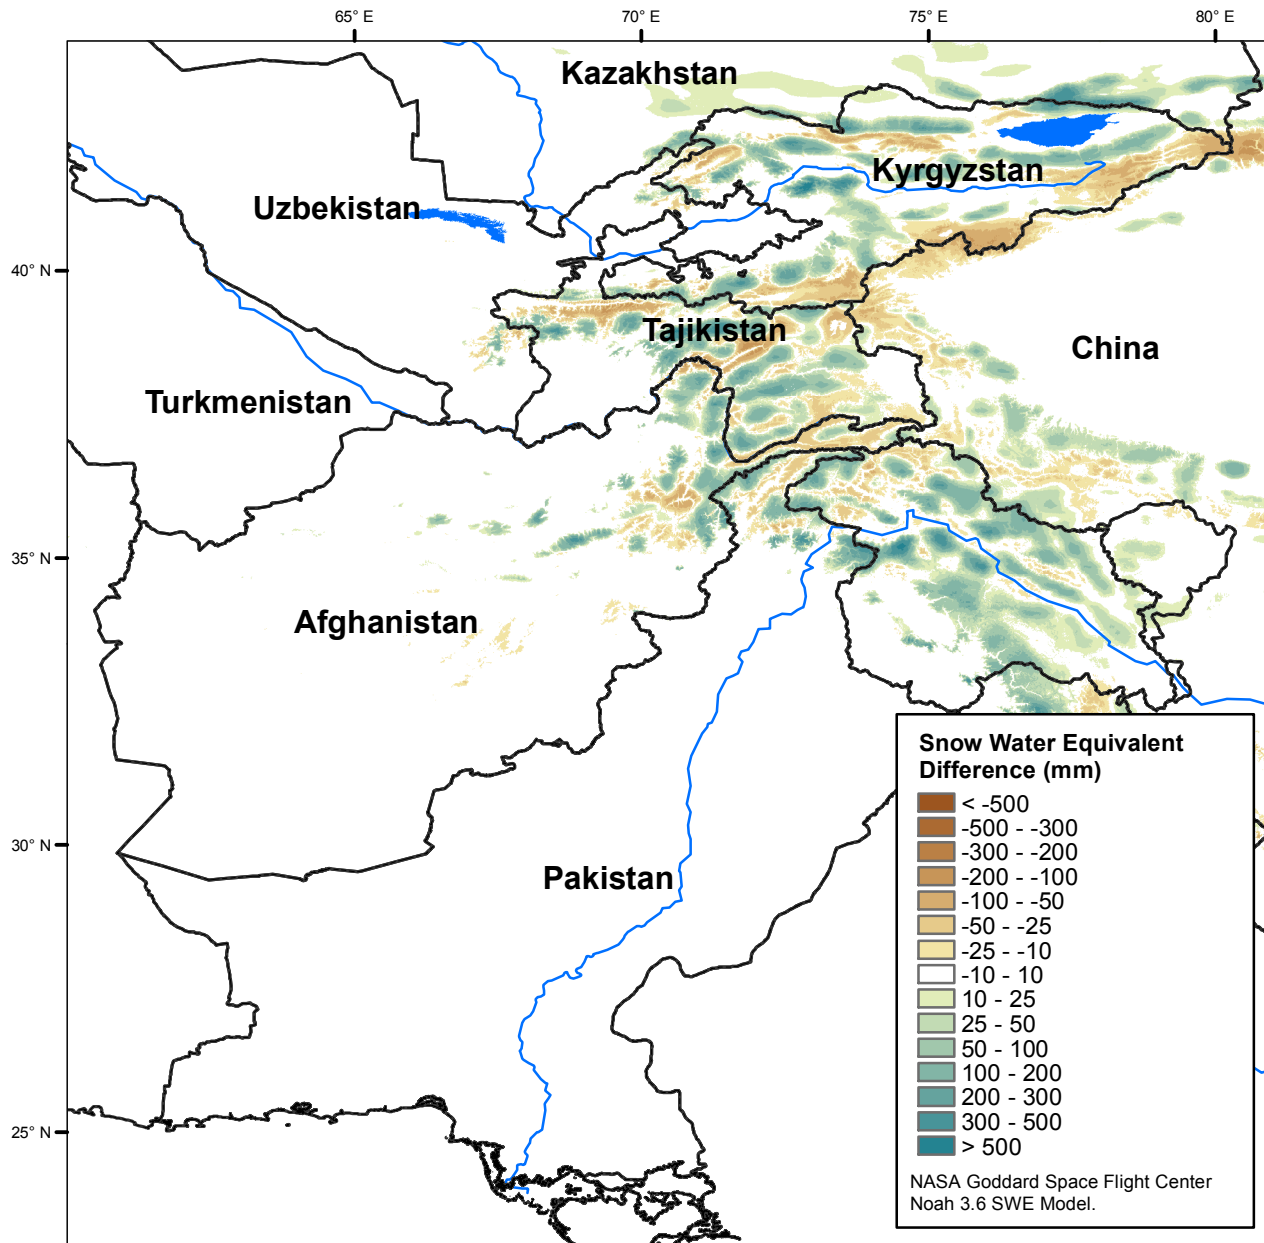 65° E
70° E
75° E
80° E
Kazakhstan
Kyrgyzstan
Uzbekistan
40° N
Tajikistan
China
Turkmenistan
35° N
Afghanistan
Snow Water Equivalent
Difference (mm)
< -500
-500 - -300
-300 - -200
-200 - -100
-100 - -50
-50 - -25
-25 - -10
-10 - 10
10 - 25
25 - 50
50 - 100
100 - 200
200 - 300
300 - 500
> 500
NASA Goddard Space Flight Center
Noah 3.6 SWE Model.
30° N
Pakistan
25° N